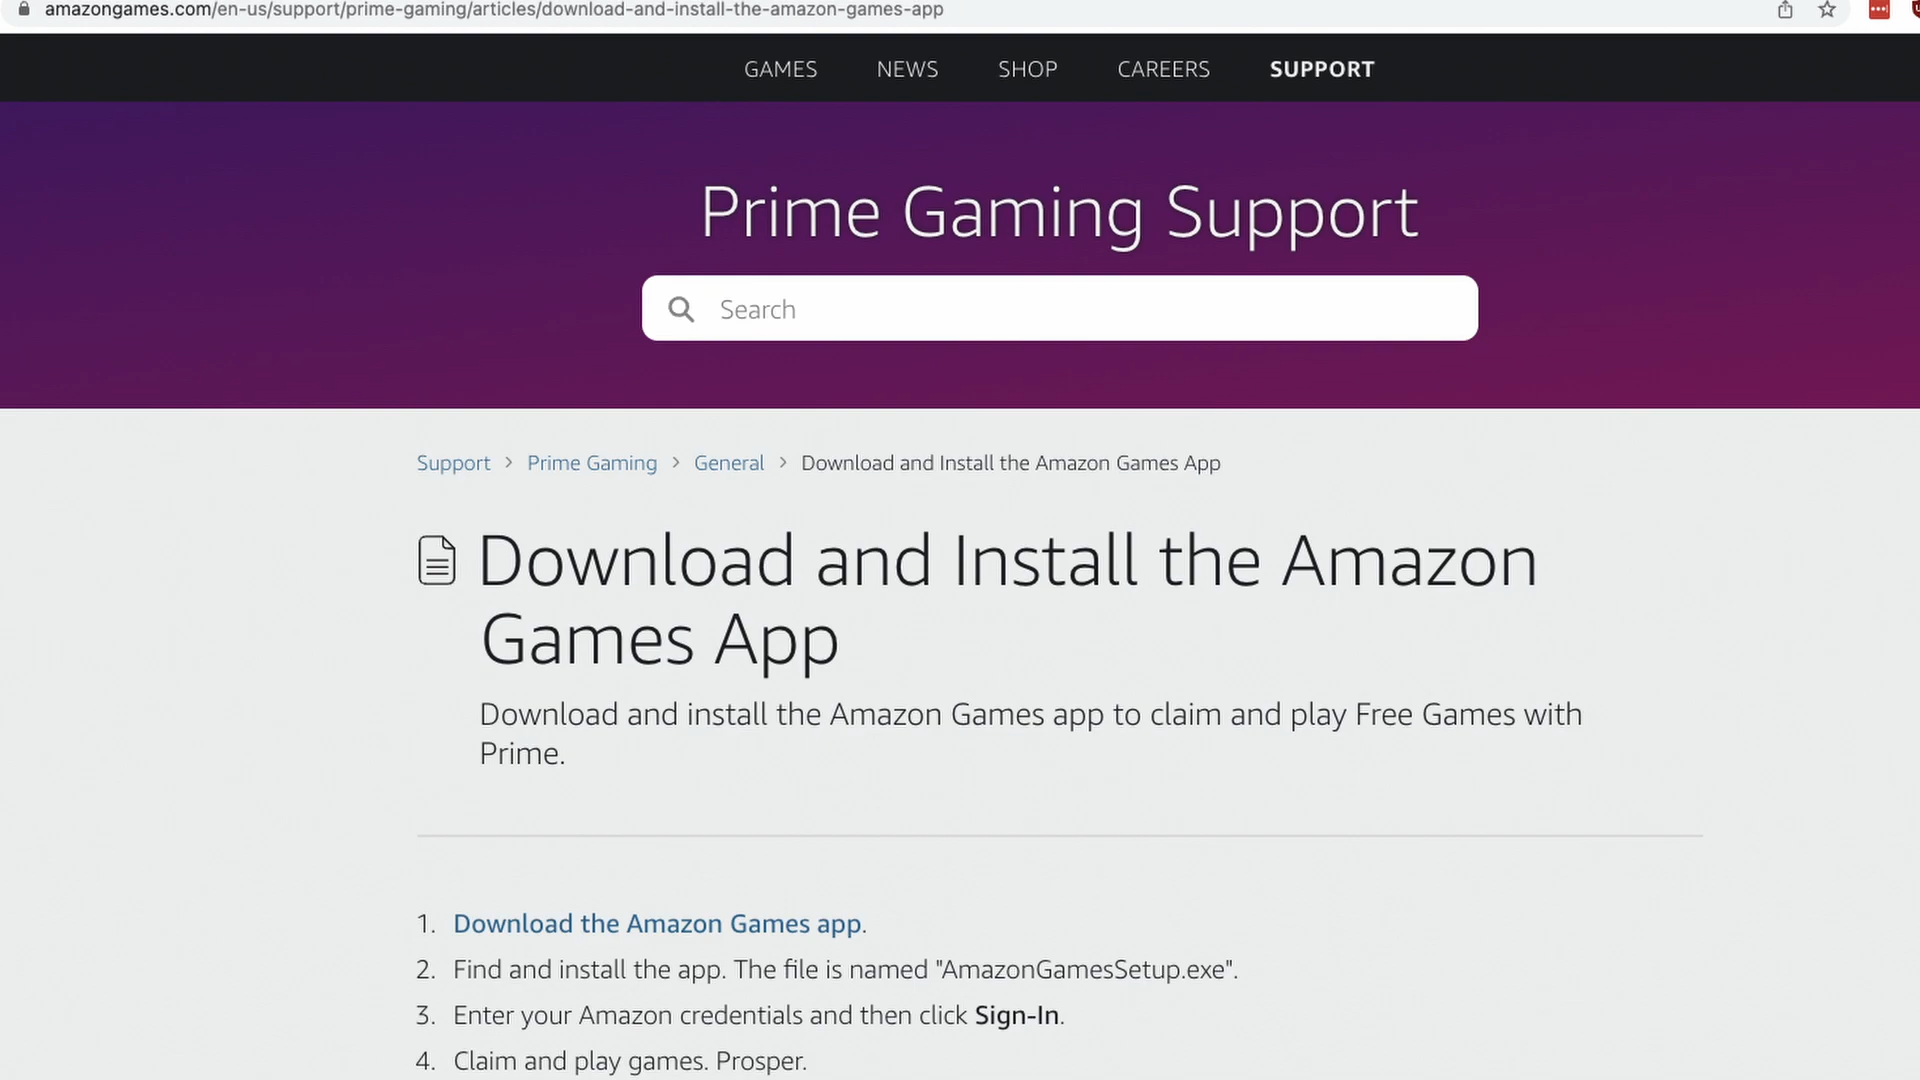 amazongames.com/en-us/support/prime-gaming/articles/download-and-install-the-amazon-games-app
GAMES NEWS SHOP CAREERS SUPPORT
Prime Gaming Support
Search
Support > Prime Gaming > General > Download and Install the Amazon Games App
Download and Install the Amazon
Games App
Download and install the Amazon Games app to claim and play Free Games with
Prime.
1. Download the Amazon Games app.
2. Find and install the app. The file is named "AmazonGamesSetup.exe".
3. Enter your Amazon credentials and then click Sign-In.
4. Claim and play games. Prosper.